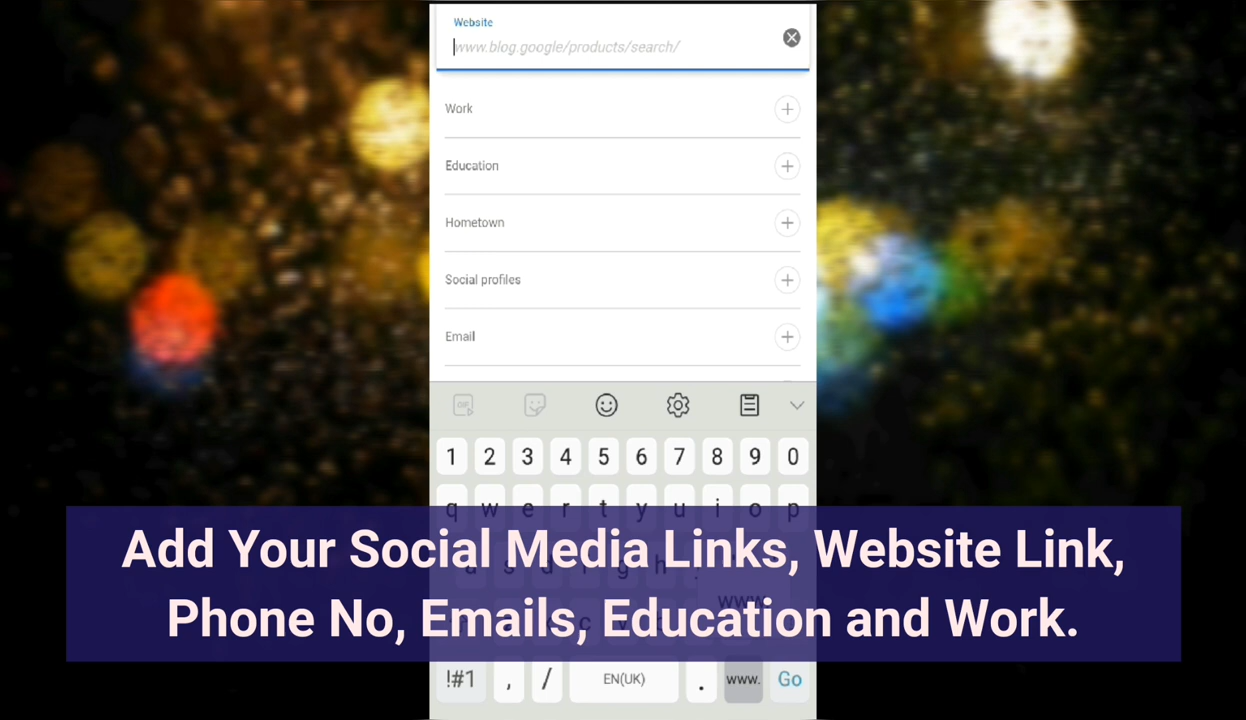 Website
www.blog.google/products/search/
Work
Education
Hometown
Social profiles
Email
GIF
1 2 3 4 5 6 7 8 9 0
q w e r t y u i o p
a s d f g h
Add Your Social Media Links, Website Link,
www.
c v
Phone No, Emails, Education and Work.
!#1 , / EN(UK) . www. Go